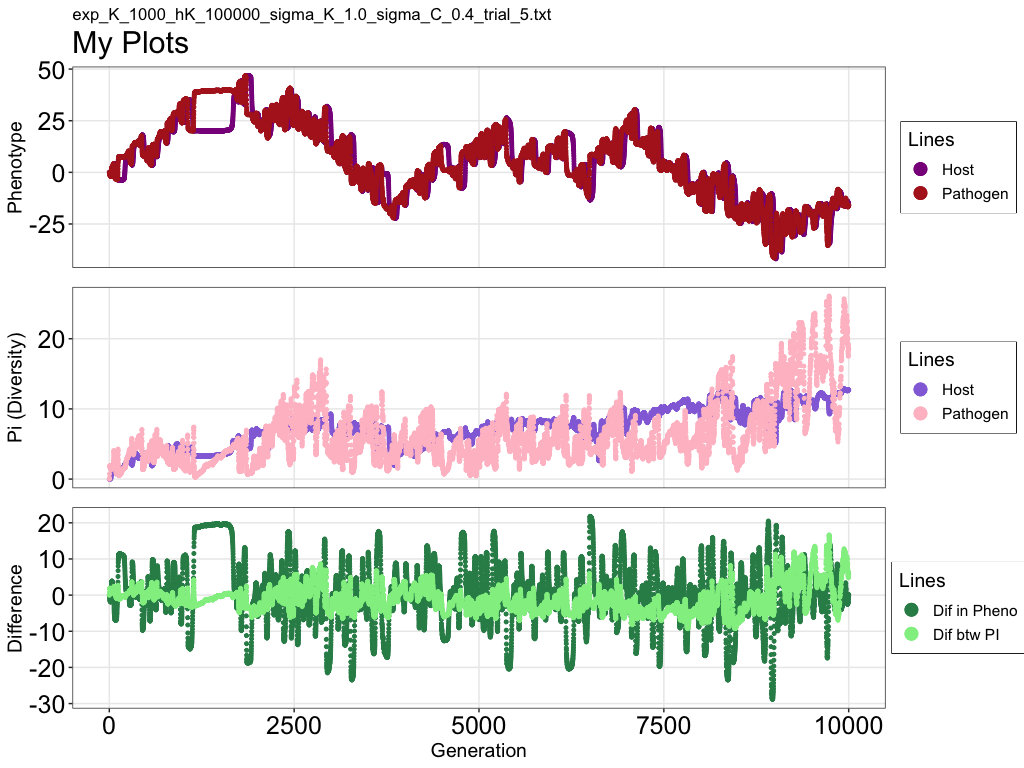 exp_K_1000_hK_100000_sigma_K_1.0_sigma_C_0.4_trial_5.txt
My Plots
Phenotype
50
25
0
-25
Lines
Host
Pathogen
Pi (Diversity)
20
10
0
Lines
Host
Pathogen
Difference
20
10
0
-10
-20
-30
Lines
Dif in Pheno
Dif btw PI
0 2500 5000 7500 10000
Generation